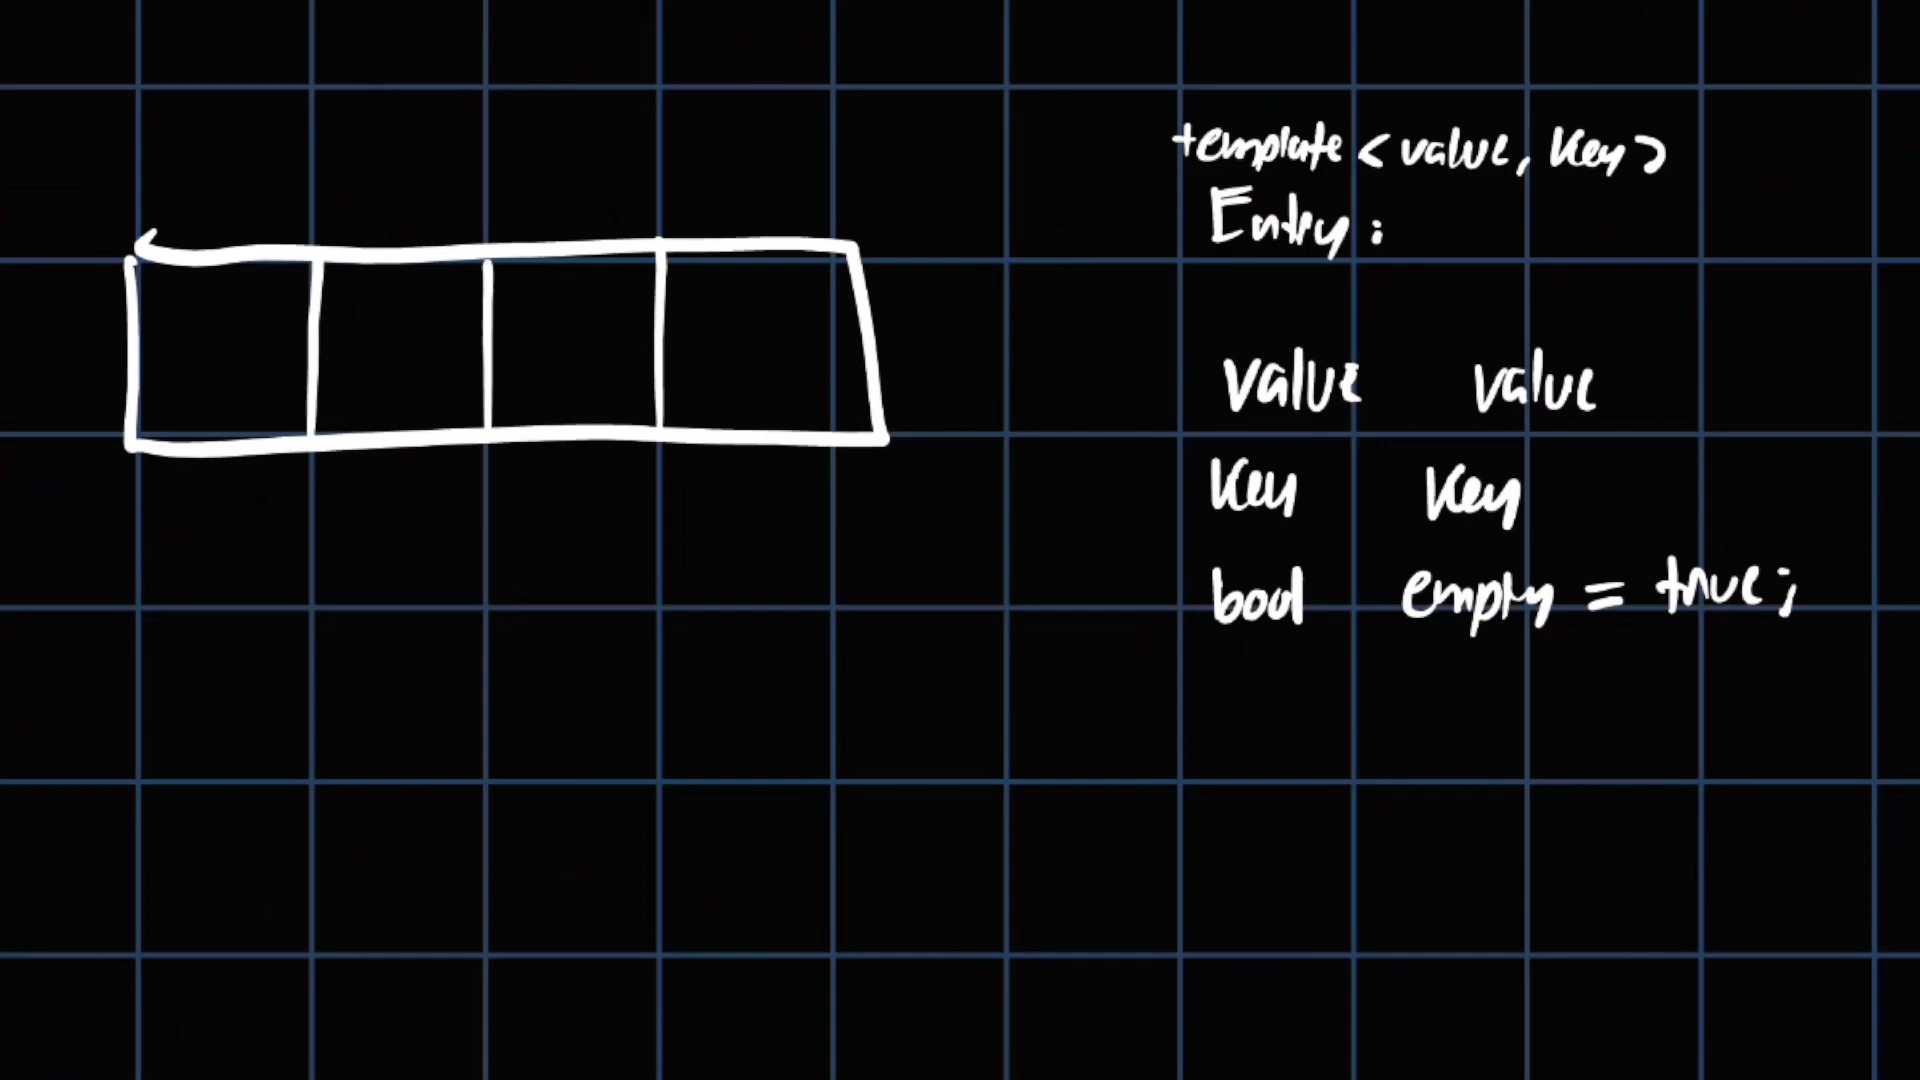 template <value, key>
Entry:
value value
key key
bool empty = true;